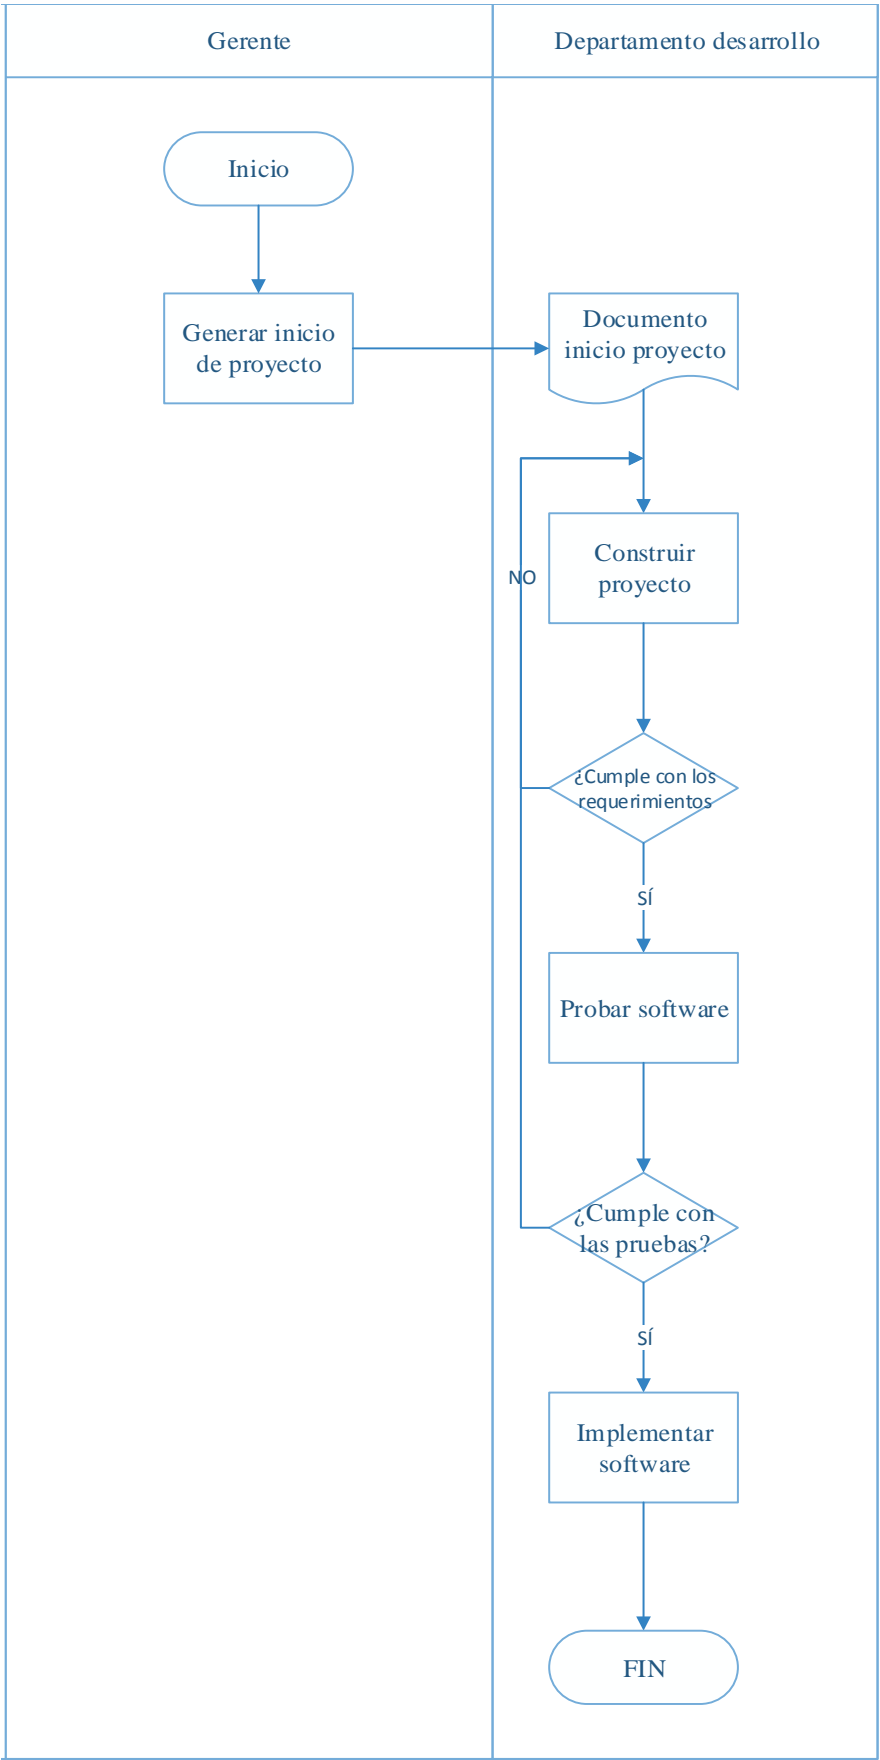 Gerente
Departamento desarrollo
Inicio
Generar inicio
de proyecto
Documento
inicio proyecto
Construir
proyecto
NO
¿Cumple con los
requerimientos
SÍ
Probar software
¿Cumple con
las pruebas?
SÍ
Implementar
software
FIN